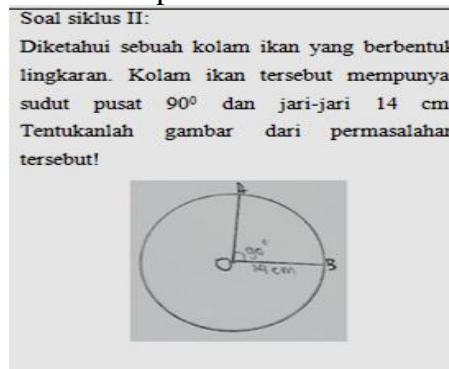 Soal siklus II:
Diketahui sebuah kolam ikan yang berbentuk
lingkaran. Kolam ikan tersebut mempunya
sudut pusat 90⁰ dan jari-jari 14 cm
Tentukanlah gambar dari permasalahan
tersebut!
A
90°
O 14 cm B